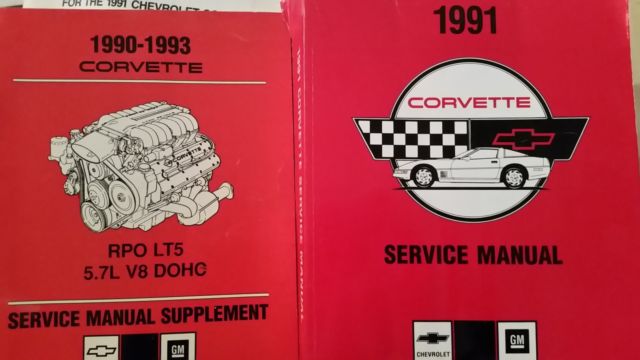 FOR THE 1991 CHEVROLET
1990-1993
CORVETTE
CORVETTE
RPO LT5
5.7L V8 DOHC
SERVICE MANUAL SUPPLEMENT
GM
1991 CORVETTE SERVICE MANUAL
1991
CORVETTE
SERVICE MANUAL
CHEVROLET
GM